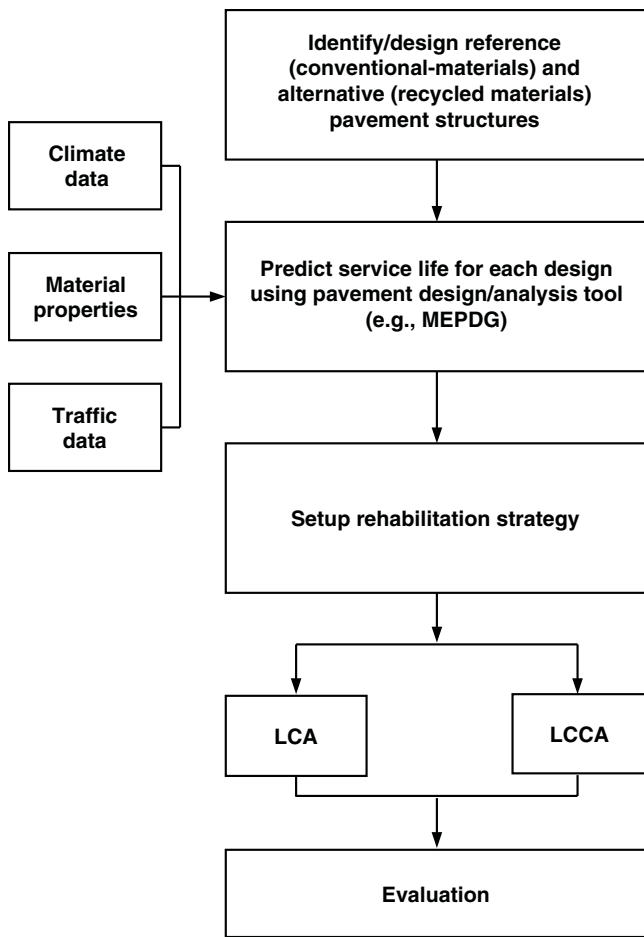 Identify/design reference
(conventional-materials) and
alternative (recycled materials)
pavement structures
Climate
data
Material
properties
Traffic
data
Predict service life for each design
using pavement design/analysis tool
(e.g., MEPDG)
Setup rehabilitation strategy
LCA
LCCA
Evaluation